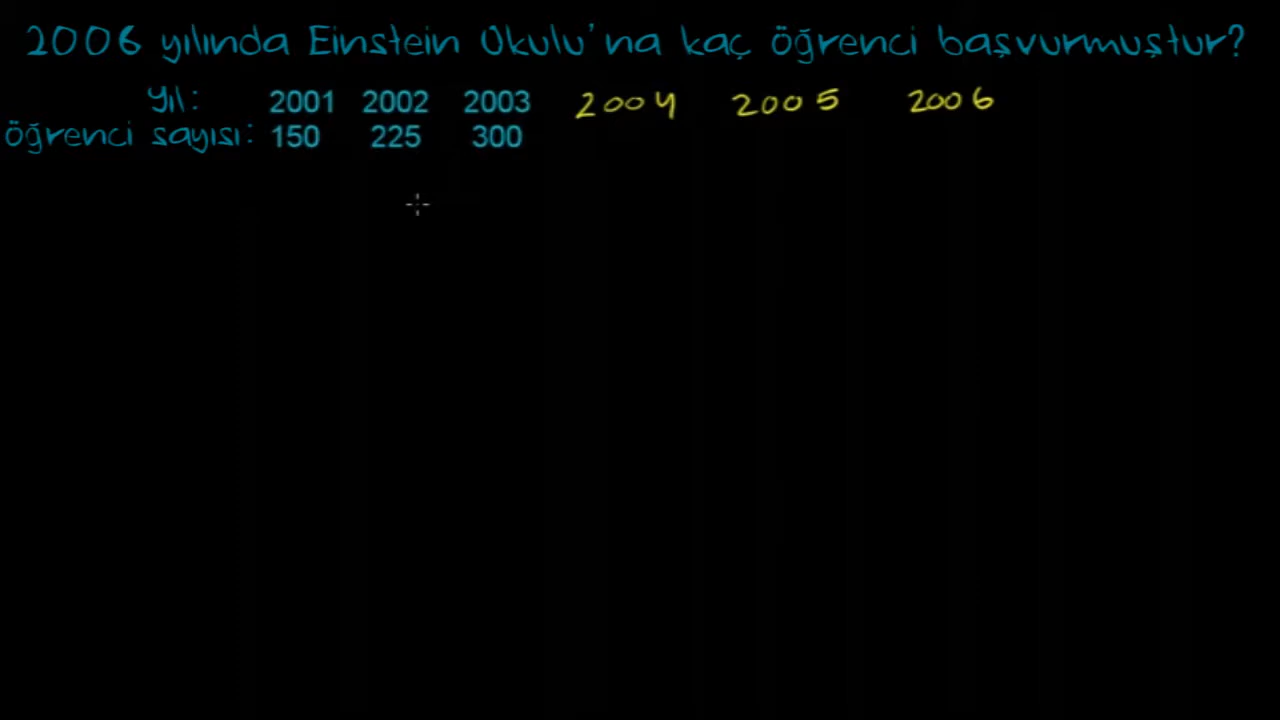 2006 yılında Einstein Okulu'na kaç öğrenci başvurmuştur?
yıl: 2001 2002 2003 2004 2005 2006
öğrenci sayısı: 150 225 300